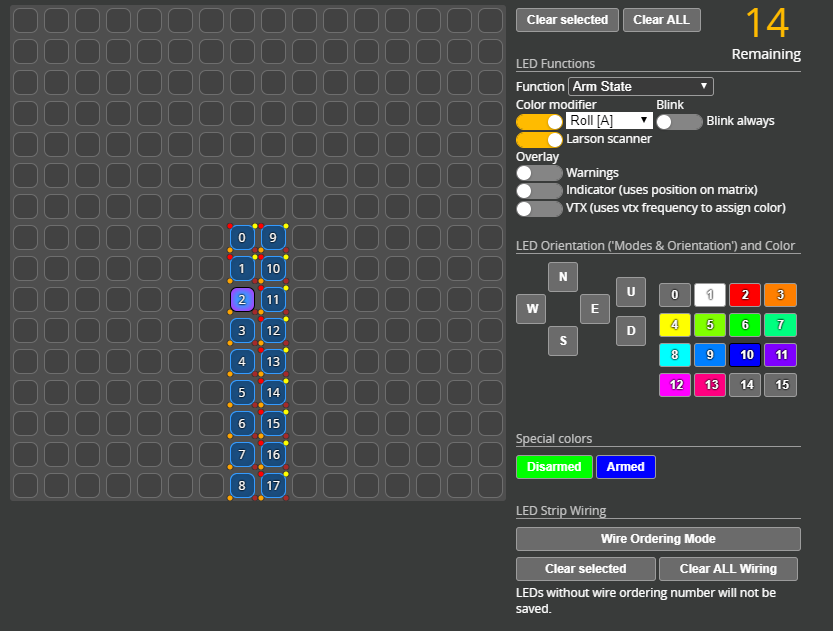 Clear selected Clear ALL 14
Remaining
LED Functions
Function Arm State
Color modifier Blink
Roll [A] Blink always
Larson scanner
Overlay
Warnings
Indicator (uses position on matrix)
VTX (uses vtx frequency to assign color)
0 9
1 10
2 11
3 12
4 13
5 14
6 15
7 16
8 17
LED Orientation ('Modes & Orientation') and Color
N
W E
S
U
D
0 1 2 3
4 5 6 7
8 9 10 11
12 13 14 15
Special colors
Disarmed Armed
LED Strip Wiring
Wire Ordering Mode
Clear selected Clear ALL Wiring
LEDs without wire ordering number will not be
saved.